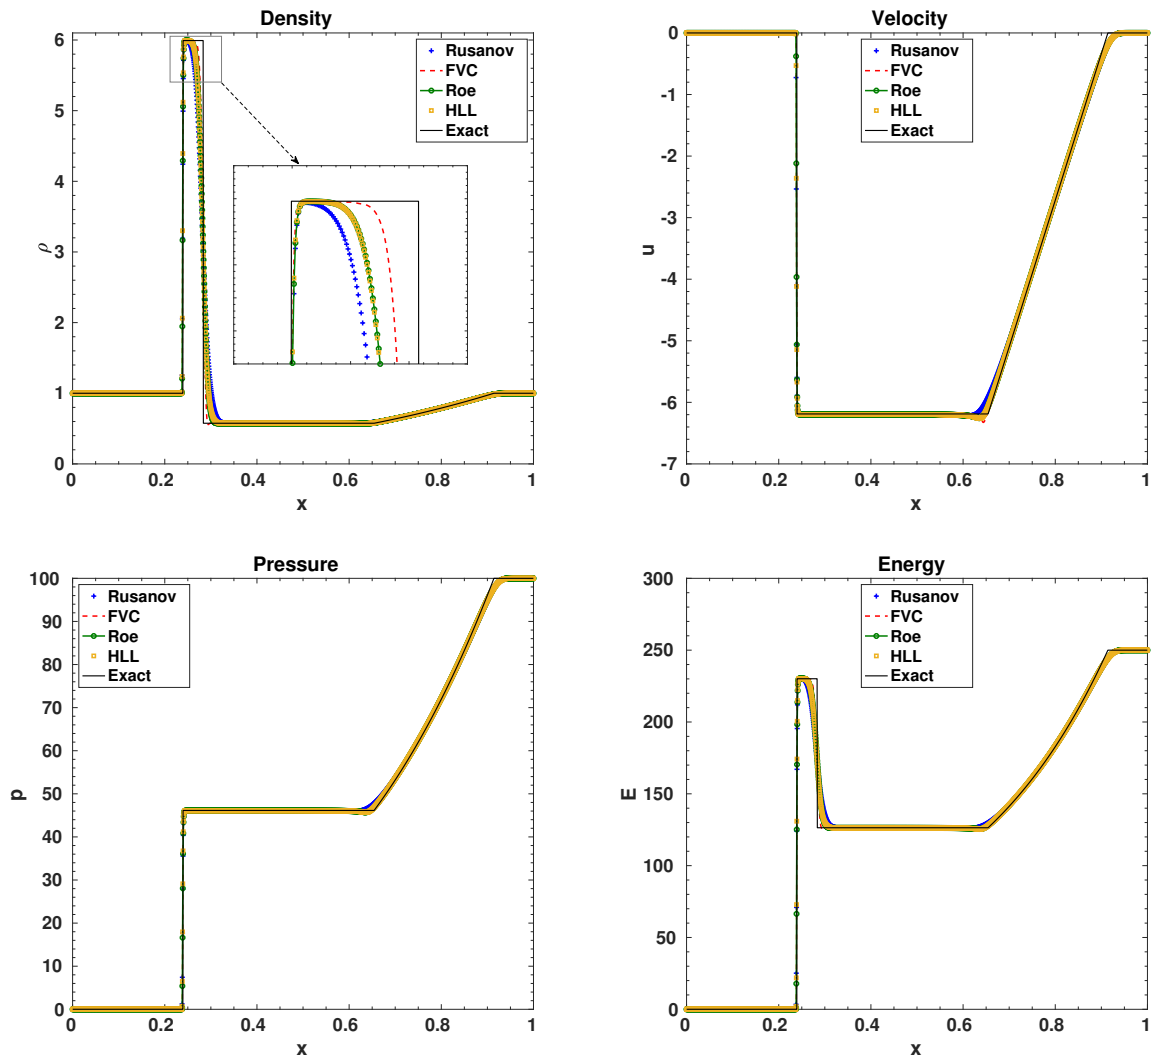 Density
6
5
4
3
2
1
0
ρ
0
0.2
0.4
0.6
0.8
1
x
Rusanov
FVC
Roe
HLL
Exact
Velocity
0
-1
-2
-3
-4
-5
-6
-7
u
0
0.2
0.4
0.6
0.8
1
x
Rusanov
FVC
Roe
HLL
Exact
Pressure
100
90
80
70
60
50
40
30
20
10
0
p
0
0.2
0.4
0.6
0.8
1
x
Rusanov
FVC
Roe
HLL
Exact
Energy
300
250
200
150
100
50
0
E
0
0.2
0.4
0.6
0.8
1
x
Rusanov
FVC
Roe
HLL
Exact